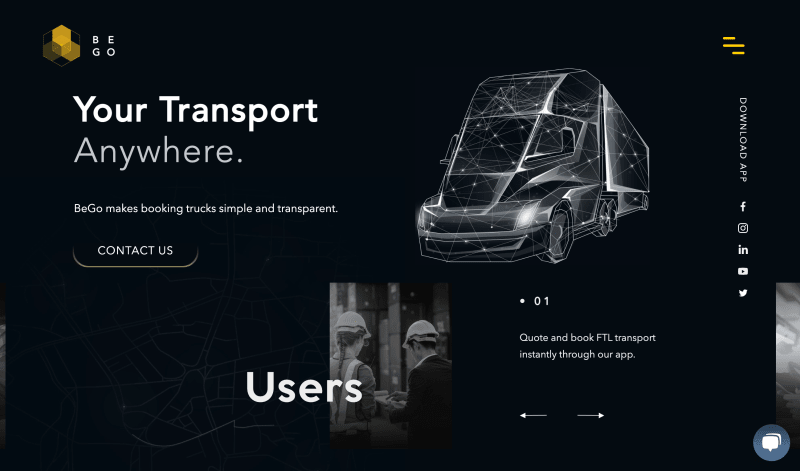 B E
G O
Your Transport
Anywhere.
DOWNLOAD APP
BeGo makes booking trucks simple and transparent.
CONTACT US
Users
• 01
Quote and book FTL transport
instantly through our app.